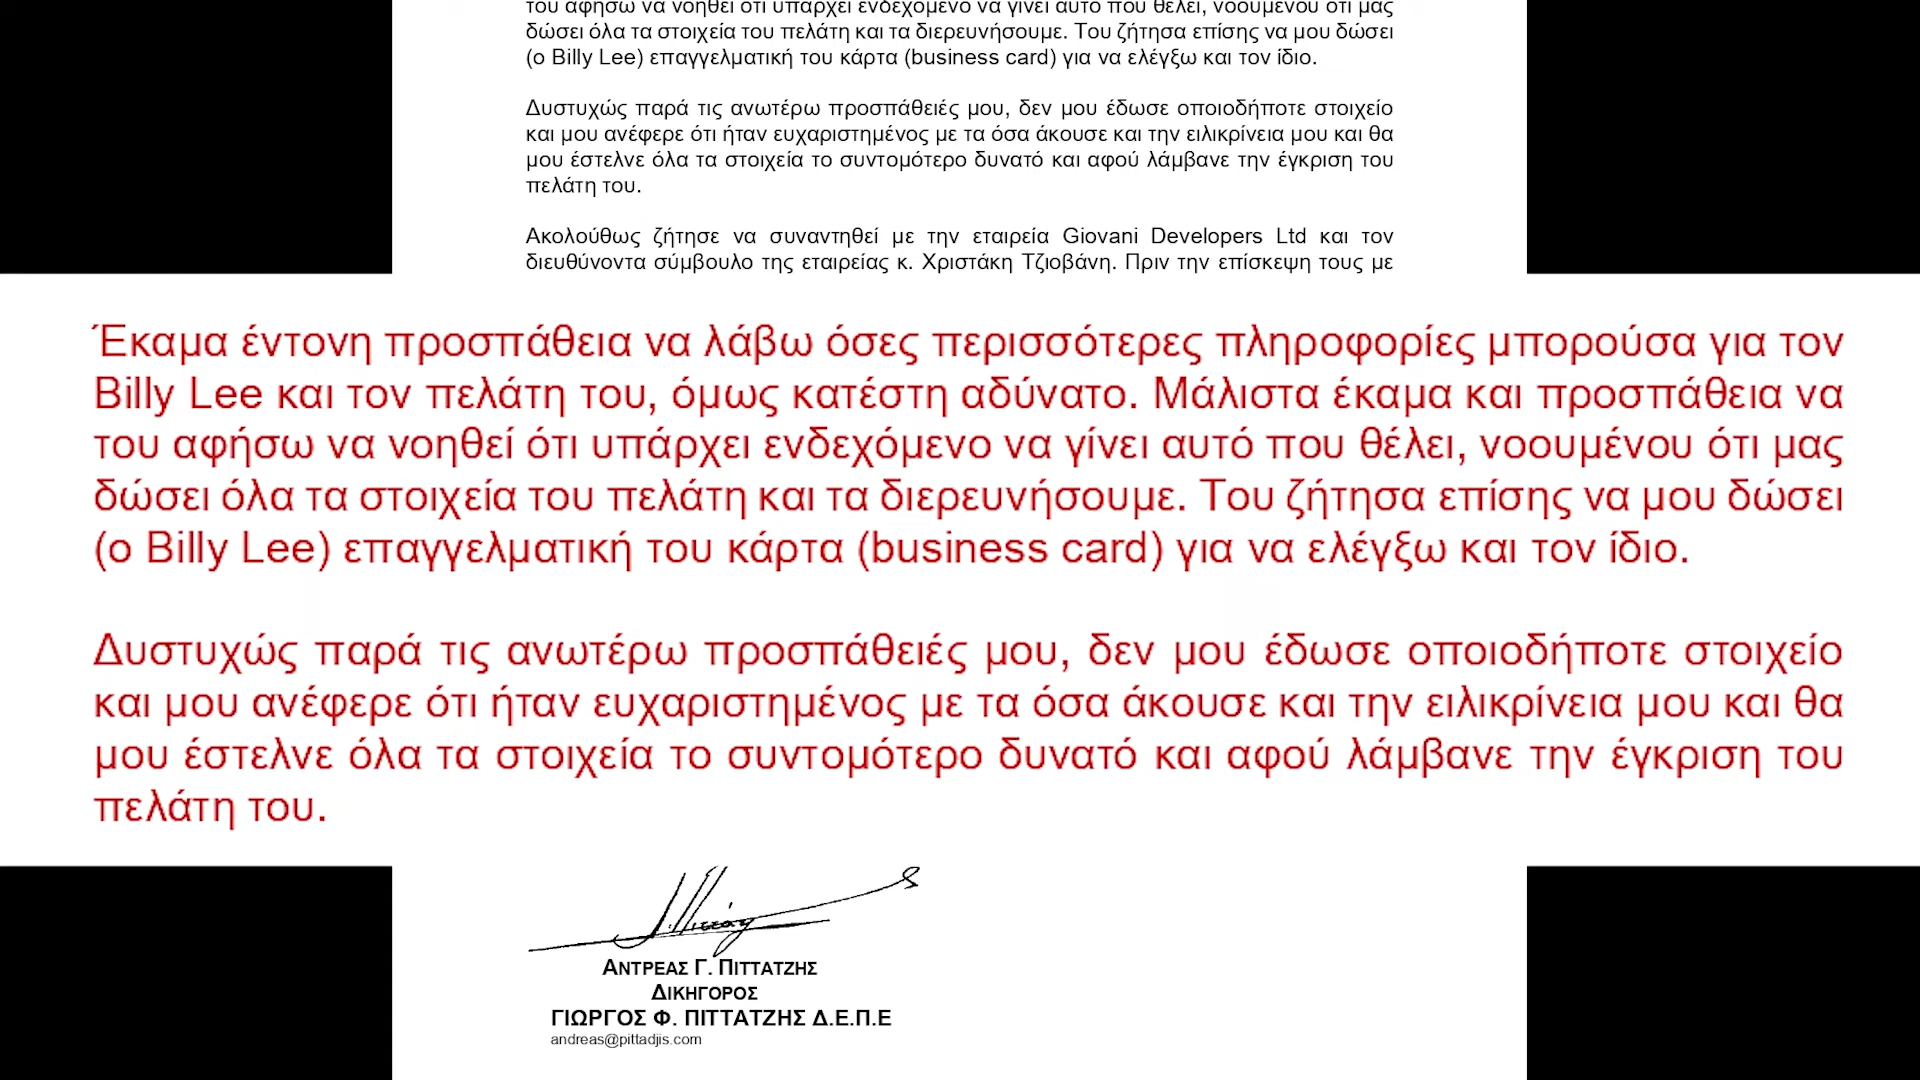 του αφήσω να νοηθεί ότι υπάρχει ενδεχόμενο να γίνει αυτό που θέλει, νοουμένου ότι μας
δώσει όλα τα στοιχεία του πελάτη και τα διερευνήσουμε. Του ζήτησα επίσης να μου δώσει
(ο Billy Lee) επαγγελματική του κάρτα (business card) για να ελέγξω και τον ίδιο.
Δυστυχώς παρά τις ανωτέρω προσπάθειές μου, δεν μου έδωσε οποιοδήποτε στοιχείο
και μου ανέφερε ότι ήταν ευχαριστημένος με τα όσα άκουσε και την ειλικρίνεια μου και θα
μου έστελνε όλα τα στοιχεία το συντομότερο δυνατό και αφού λάμβανε την έγκριση του
πελάτη του.
Ακολούθως ζήτησε να συναντηθεί με την εταιρεία Giovani Developers Ltd και τον
διευθύνοντα σύμβουλο της εταιρείας κ. Χριστάκη Τζιοβάνη. Πριν την επίσκεψη τους με
Έκαμα έντονη προσπάθεια να λάβω όσες περισσότερες πληροφορίες μπορούσα για τον
Billy Lee και τον πελάτη του, όμως κατέστη αδύνατο. Μάλιστα έκαμα και προσπάθεια να
του αφήσω να νοηθεί ότι υπάρχει ενδεχόμενο να γίνει αυτό που θέλει, νοουμένου ότι μας
δώσει όλα τα στοιχεία του πελάτη και τα διερευνήσουμε. Του ζήτησα επίσης να μου δώσει
(ο Billy Lee) επαγγελματική του κάρτα (business card) για να ελέγξω και τον ίδιο.
Δυστυχώς παρά τις ανωτέρω προσπάθειές μου, δεν μου έδωσε οποιοδήποτε στοιχείο
και μου ανέφερε ότι ήταν ευχαριστημένος με τα όσα άκουσε και την ειλικρίνεια μου και θα
μου έστελνε όλα τα στοιχεία το συντομότερο δυνατό και αφού λάμβανε την έγκριση του
πελάτη του.
ΑΝΤΡΕΑΣ Γ. ΠΙΤΤΑΤΖΗΣ
ΔΙΚΗΓΟΡΟΣ
ΓΙΩΡΓΟΣ Φ. ΠΙΤΤΑΤΖΗΣ Δ.Ε.Π.Ε
andreas@pittadjis.com